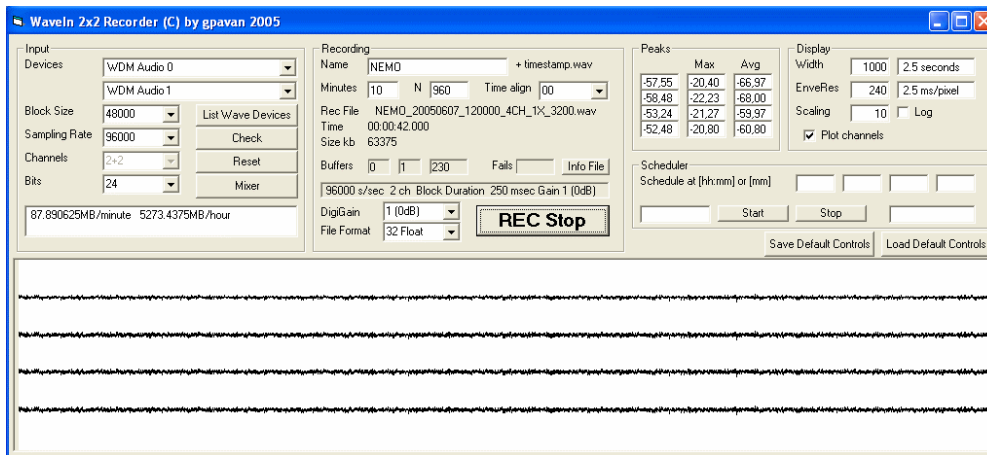 WaveIn 2x2 Recorder (C) by gpavan 2005
Input
Devices WDM Audio 0
WDM Audio 1
Block Size 48000 List Wave Devices
Sampling Rate 96000 Check
Channels 2+2 Reset
Bits 24 Mixer
87.890625MB/minute 5273.4375MB/hour
Recording
Name NEMO + timestamp.wav
Minutes 10 N 960 Time align 00
Rec File NEMO_20050607_120000_4CH_1X_3200.wav
Time 00:00:42.000
Size kb 63375
Buffers 0 1 230 Fails Info File
96000 s/sec 2 ch Block Duration 250 msec Gain 1 (0dB)
DigiGain 1 (0dB)
File Format 32 Float
REC Stop
Peaks
Max Avg
-57,55 -20,40 -66,97
-58,48 -22,23 -68,00
-53,24 -21,27 -59,97
-52,48 -20,80 -60,80
Display
Width 1000 2.5 seconds
EnveRes 240 2.5 ms/pixel
Scaling 10 Log
Plot channels
Scheduler
Schedule at [hh:mm] or [mm]
Start Stop
Save Default Controls Load Default Controls